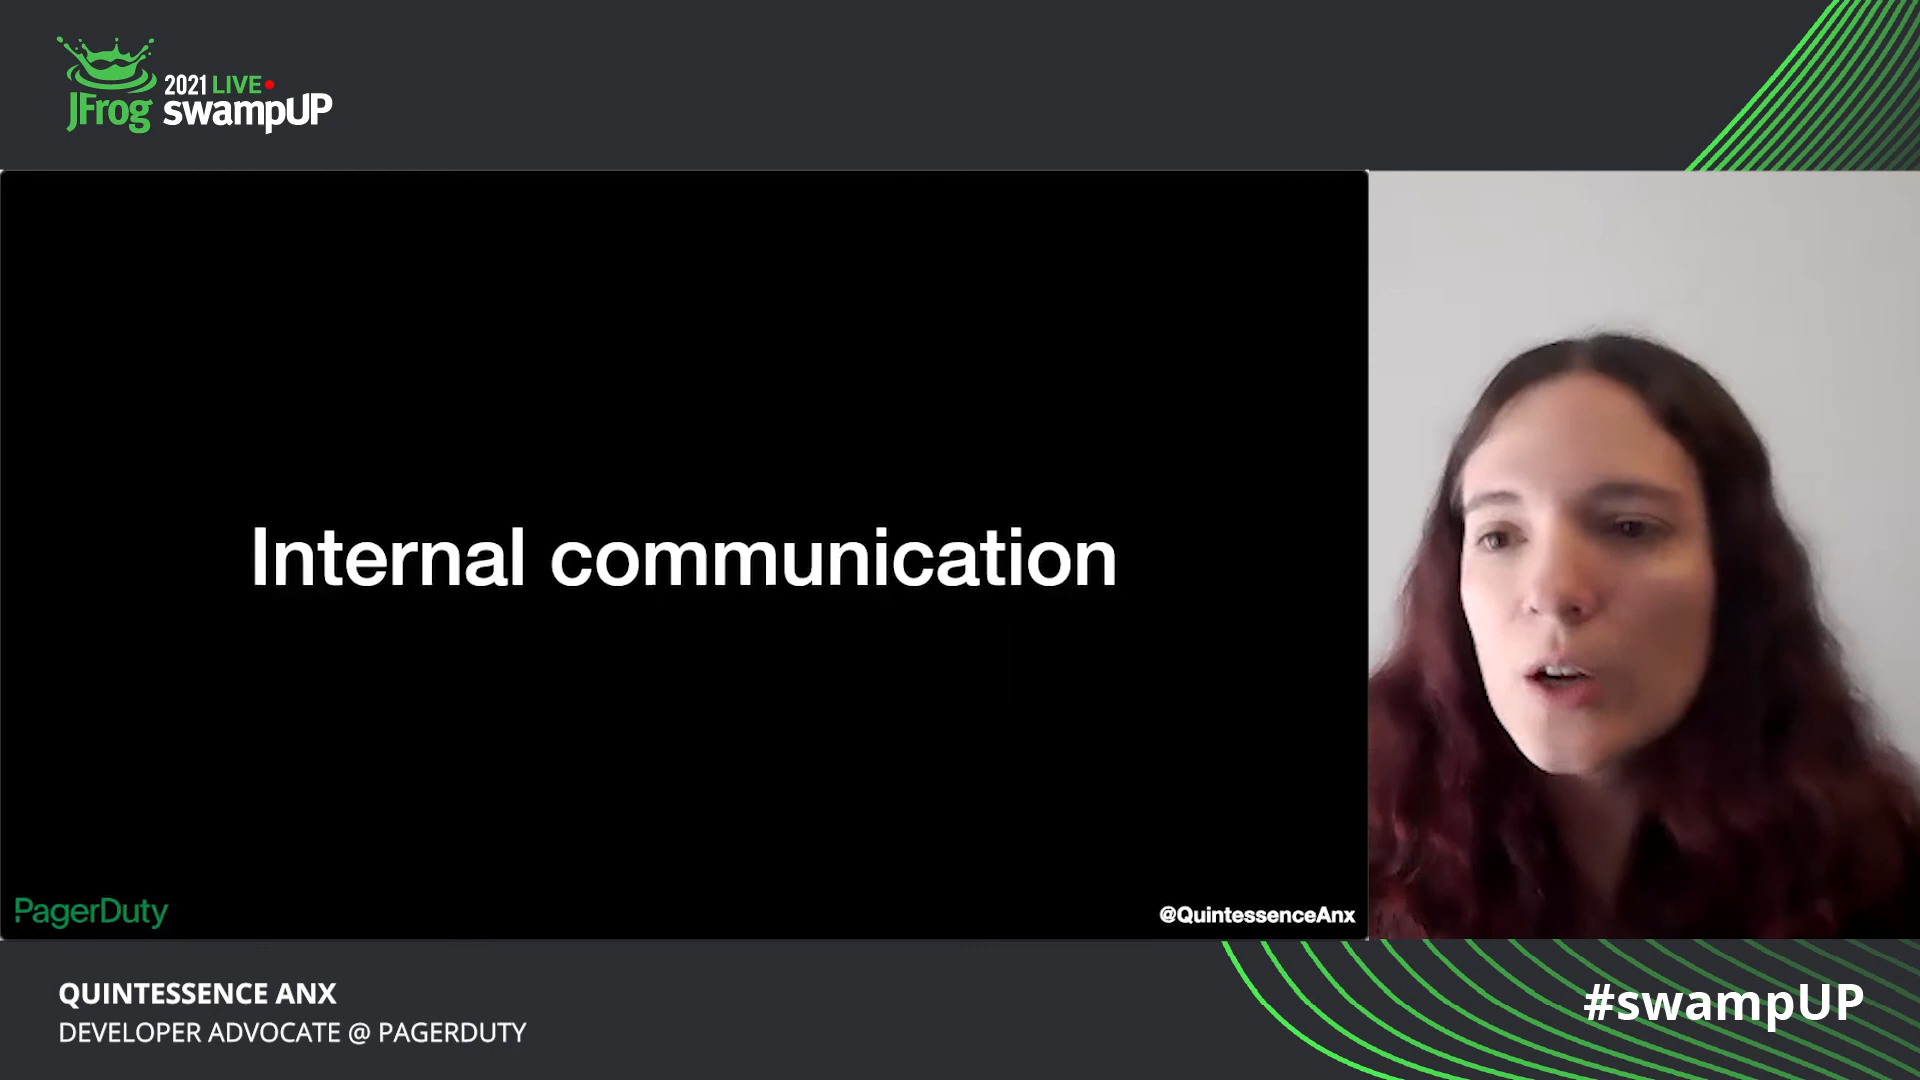 2021 LIVE
JFrog swampUP
Internal communication
PagerDuty
@QuintessenceAnx
QUINTESSENCE ANX
DEVELOPER ADVOCATE @ PAGERDUTY
#swampUP